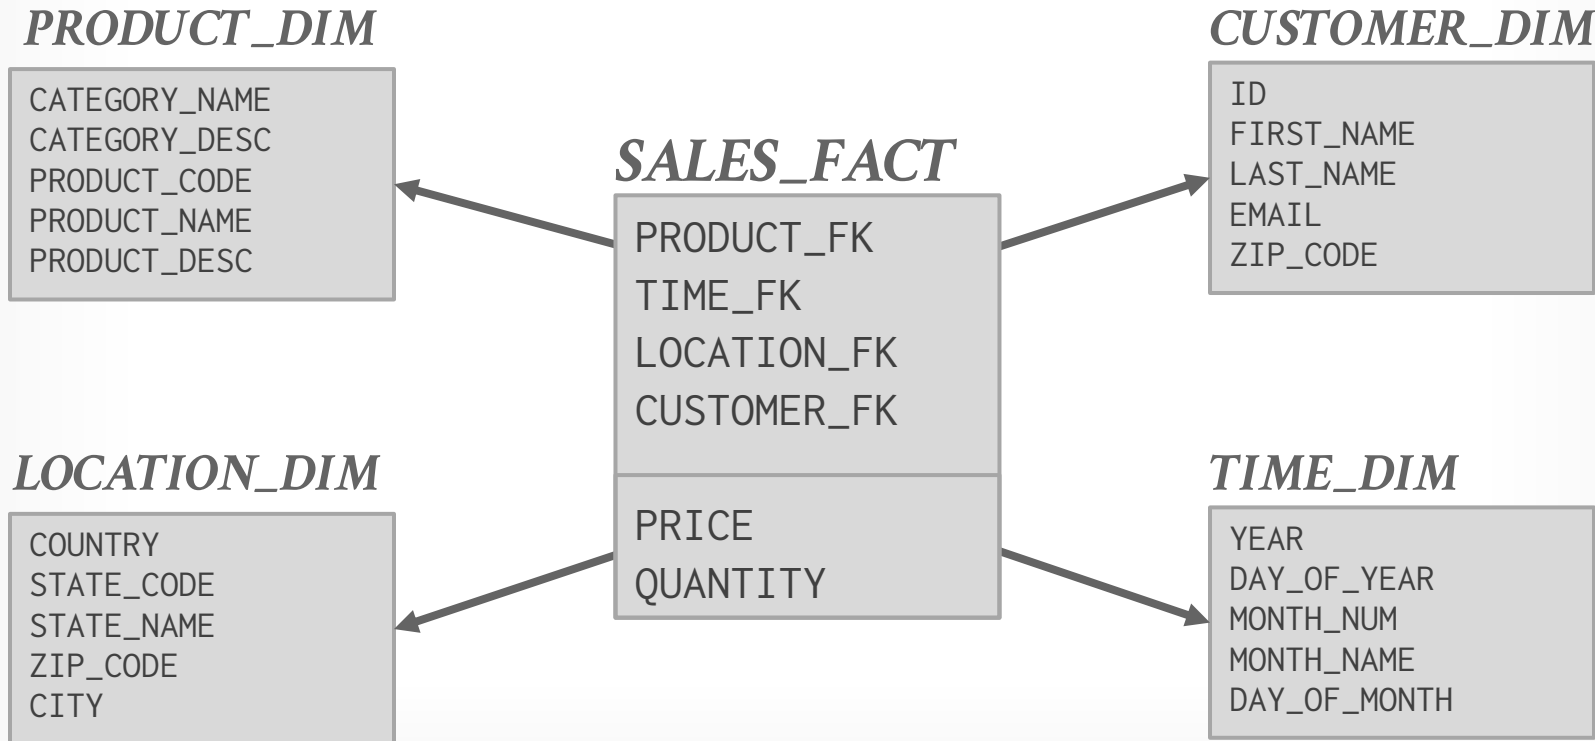 PRODUCT_DIM
CATEGORY_NAME
CATEGORY_DESC
PRODUCT_CODE
PRODUCT_NAME
PRODUCT_DESC
CUSTOMER_DIM
ID
FIRST_NAME
LAST_NAME
EMAIL
ZIP_CODE
SALES_FACT
PRODUCT_FK
TIME_FK
LOCATION_FK
CUSTOMER_FK
PRICE
QUANTITY
LOCATION_DIM
COUNTRY
STATE_CODE
STATE_NAME
ZIP_CODE
CITY
TIME_DIM
YEAR
DAY_OF_YEAR
MONTH_NUM
MONTH_NAME
DAY_OF_MONTH